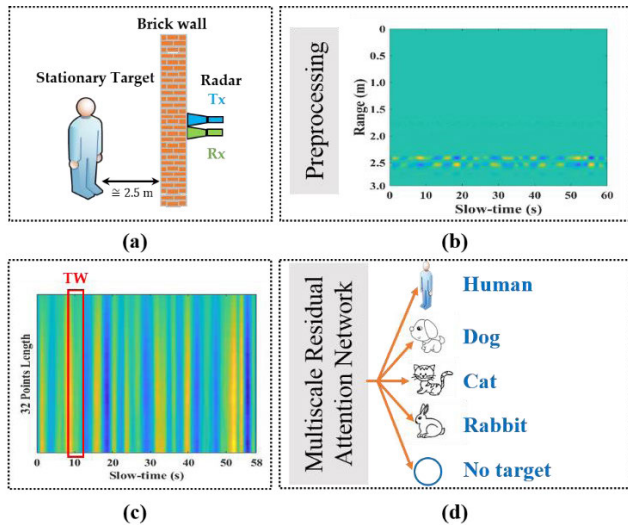 Brick wall
Stationary Target
Radar
Tx
Rx
≅ 2.5 m
(a)
Preprocessing
Range (m)
0
0.5
1.0
1.5
2.0
2.5
3.0
0 10 20 30 40 50 60
Slow-time (s)
(b)
TW
32 Points Length
0 10 20 30 40 50 58
Slow-time (s)
(c)
Multiscale Residual
Attention Network
Human
Dog
Cat
Rabbit
No target
(d)